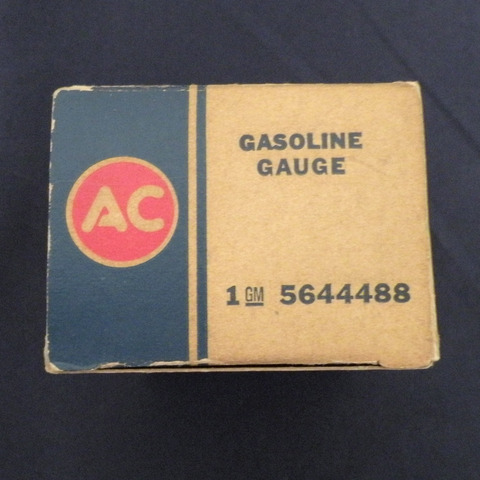 AC
GASOLINE
GAUGE
1 GM 5644488